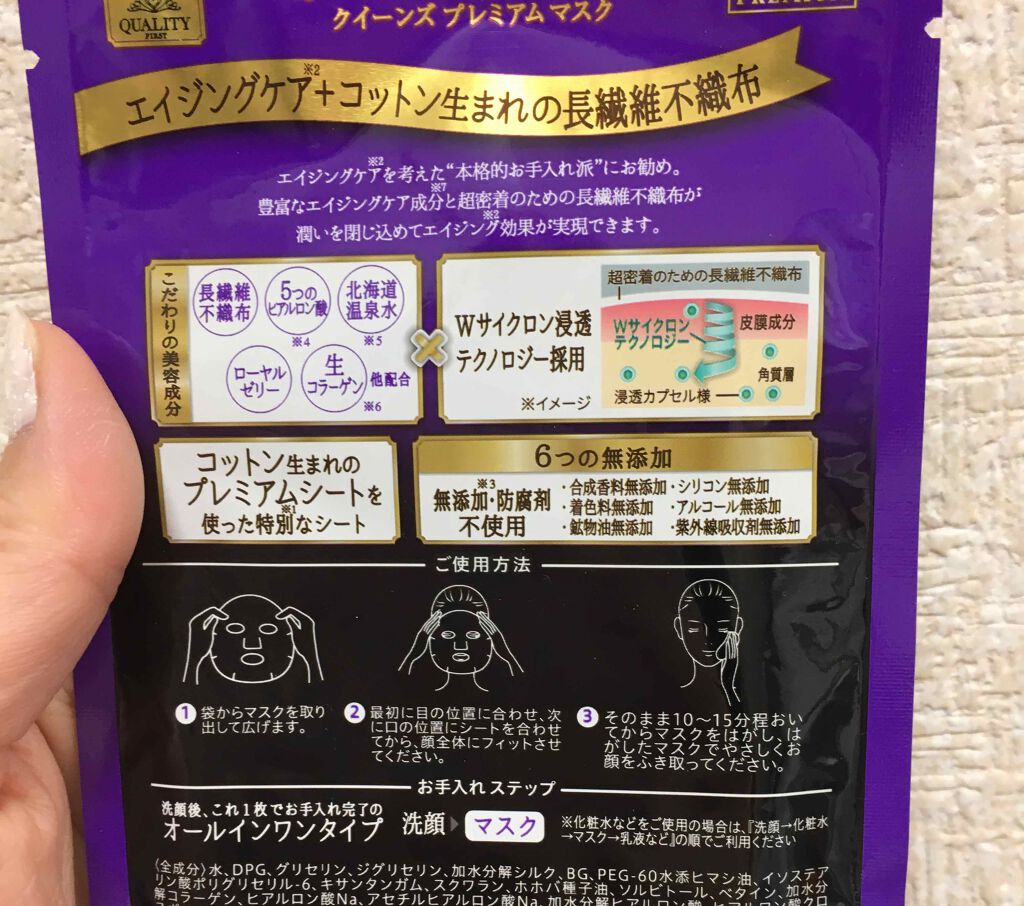 QUALITY
FIRST
クイーンズ プレミアム マスク
エイジングケア※2+コットン生まれの長繊維不織布
エイジングケア※2を考えた“本格的お手入れ派”にお勧め。
豊富なエイジングケア成分※7と超密着のための長繊維不織布が
潤いを閉じ込めてエイジング※2効果が実現できます。
こだわりの美容成分
長繊維
不織布
5つの
ヒアルロン酸
※4
北海道
温泉水
※5
ローヤル
ゼリー
生
コラーゲン
※6
他配合
Wサイクロン浸透
テクノロジー採用
※イメージ
超密着のための長繊維不織布
Wサイクロン
テクノロジー
皮膜成分
角質層
浸透カプセル様
コットン生まれの
プレミアムシートを
使った特別※1なシート
6つの無添加
無添加・防腐剤※3
不使用
・合成香料無添加・シリコン無添加
・着色料無添加 ・アルコール無添加
・鉱物油無添加 ・紫外線吸収剤無添加
ご使用方法
1 袋からマスクを取り
出して広げます。
2 最初に目の位置に合わせ、次
に口の位置にシートを合わせ
てから、顔全体にフィットさせ
てください。
3 そのまま10～15分程おい
てからマスクをはがし、は
がしたマスクでやさしくお
顔をふき取ってください。
お手入れステップ
洗顔後、これ1枚でお手入れ完了の
オールインワンタイプ
洗顔 マスク
※化粧水などをご使用の場合は、『洗顔→化粧水
→マスク→乳液など』の順でご利用ください
〈全成分〉水、DPG、グリセリン、ジグリセリン、加水分解シルク、BG、PEG-60水添ヒマシ油、イソステア
リン酸ポリグリセリル-6、キサンタンガム、スクワラン、ホホバ種子油、ソルビトール、ベタイン、加水分
解コラーゲン、ヒアルロン酸Na、アセチルヒアルロン酸Na、加水分解ヒアルロン酸、ヒアルロン酸クロ